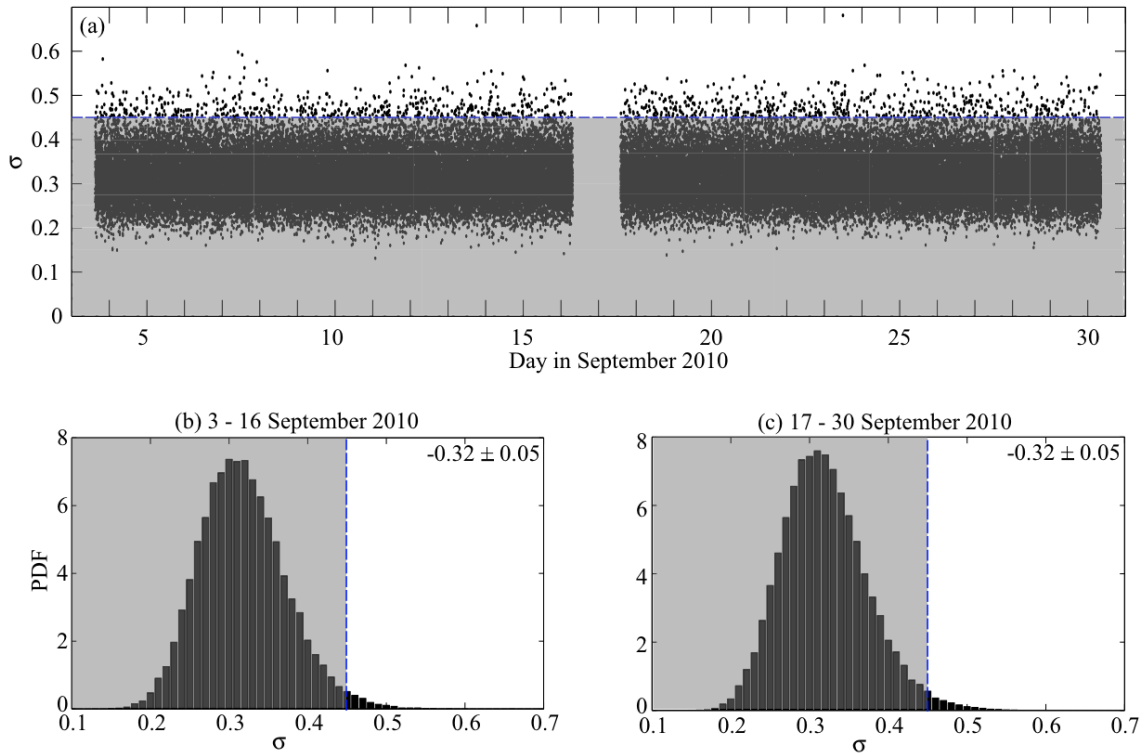 (a)
0.6
0.5
0.4
σ
0.3
0.2
0.1
0
5 10 15 20 25 30
Day in September 2010
(b) 3 - 16 September 2010
8
-0.32 ± 0.05
6
PDF
4
2
0
0.1 0.2 0.3 0.4 0.5 0.6 0.7
σ
(c) 17 - 30 September 2010
8
-0.32 ± 0.05
6
4
2
0
0.1 0.2 0.3 0.4 0.5 0.6 0.7
σ